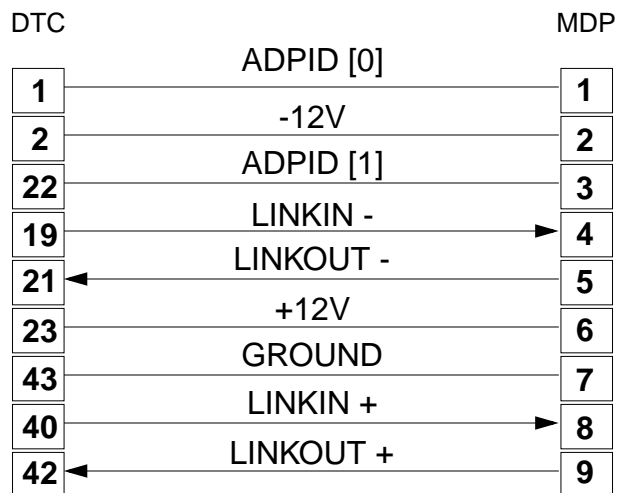 DTC MDP
ADPID [0]
1 1
-12V
2 2
ADPID [1]
22 3
LINKIN -
19 4
LINKOUT -
21 5
+12V
23 6
GROUND
43 7
LINKIN +
40 8
LINKOUT +
42 9